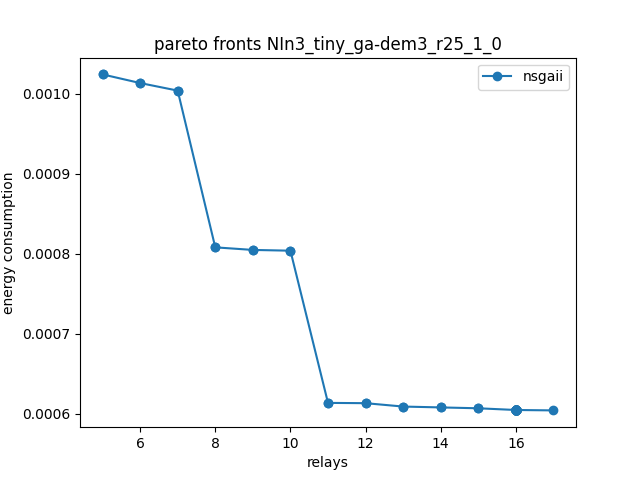 pareto fronts NIn3_tiny_ga-dem3_r25_1_0
nsgaii
energy consumption
0.0010
0.0009
0.0008
0.0007
0.0006
6 8 10 12 14 16
relays